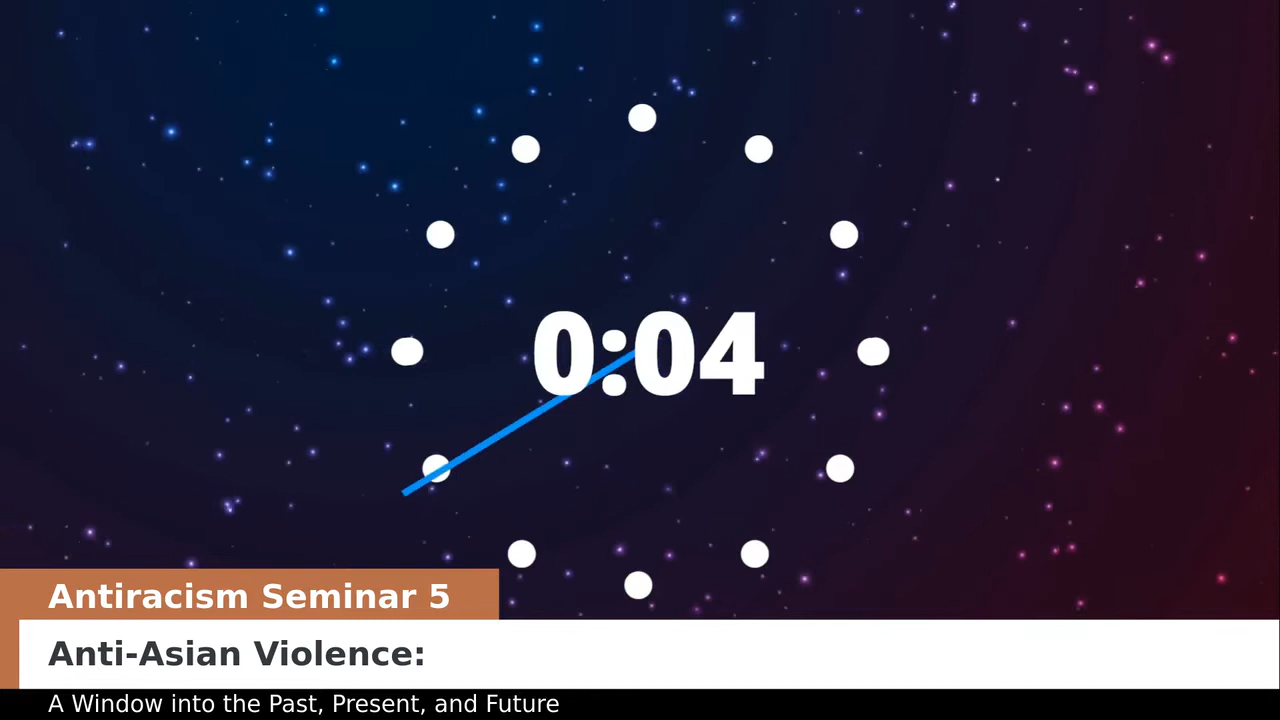 0:04
Antiracism Seminar 5
Anti-Asian Violence:
A Window into the Past, Present, and Future